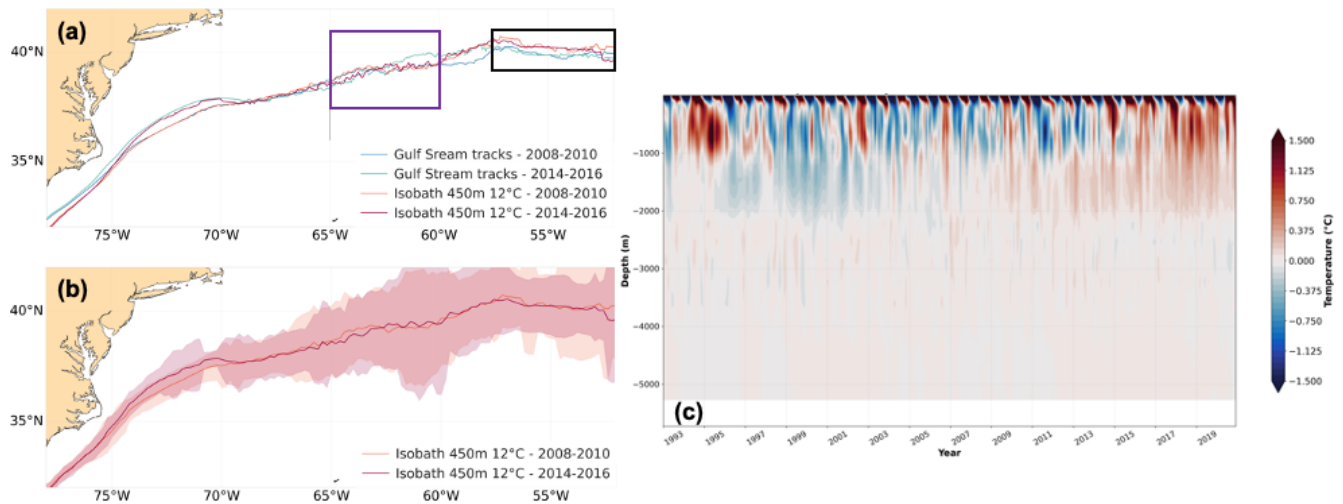 (a)
40°N
35°N
Gulf Sream tracks - 2008-2010
Gulf Stream tracks - 2014-2016
Isobath 450m 12°C - 2008-2010
Isobath 450m 12°C - 2014-2016
75°W 70°W 65°W 60°W 55°W
(b)
40°N
35°N
Isobath 450m 12°C - 2008-2010
Isobath 450m 12°C - 2014-2016
75°W 70°W 65°W 60°W 55°W
Depth (m)
−1000
−2000
−3000
−4000
−5000
(c)
1993 1995 1997 1999 2001 2003 2005 2007 2009 2011 2013 2015 2017 2019
Year
1.500
1.125
0.750
0.375
0.000
−0.375
−0.750
−1.125
−1.500
Temperature (°C)